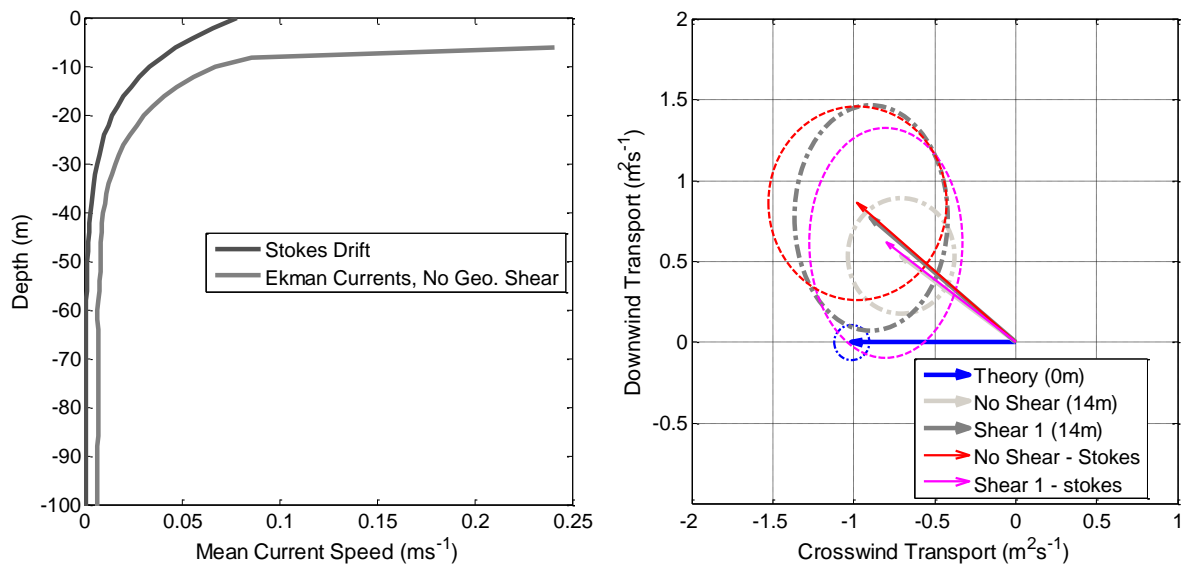 0
-10
-20
-30
-40
-50
-60
-70
-80
-90
-100
Depth (m)
0
0.05
0.1
0.15
0.2
0.25
Mean Current Speed (ms⁻¹)
Stokes Drift
Ekman Currents, No Geo. Shear
2
1.5
1
0.5
0
-0.5
Downwind Transport (m²s⁻¹)
-2
-1.5
-1
-0.5
0
0.5
1
Crosswind Transport (m²s⁻¹)
Theory (0m)
No Shear (14m)
Shear 1 (14m)
No Shear - Stokes
Shear 1 - stokes